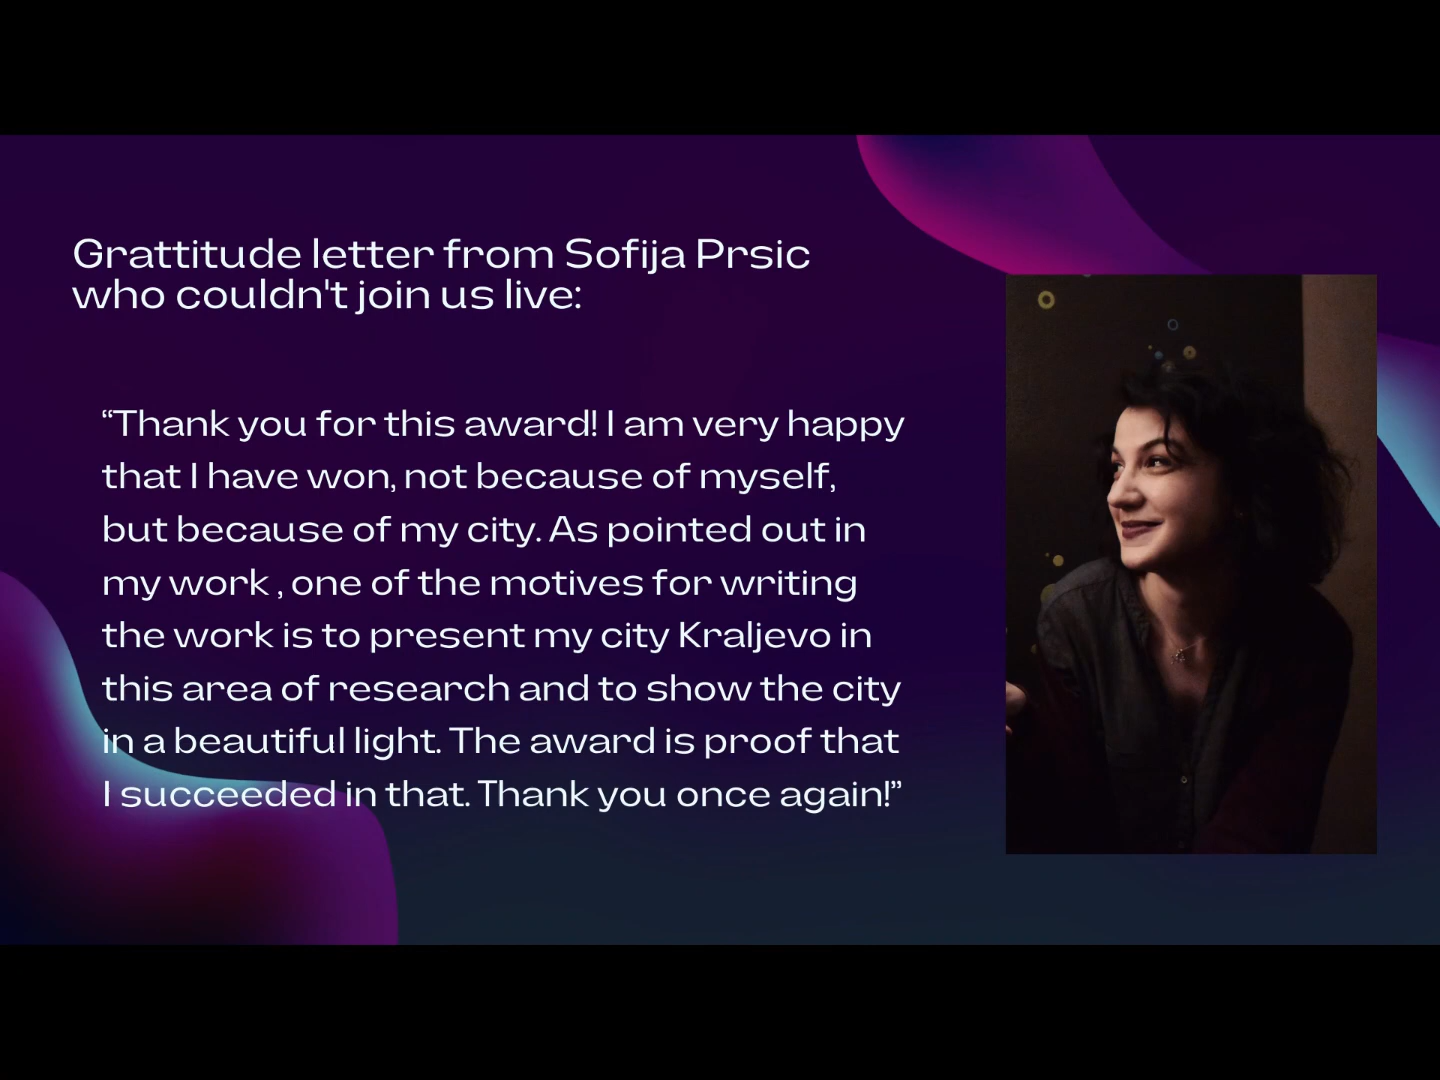 Grattitude letter from Sofija Prsic
who couldn't join us live:
“Thank you for this award! I am very happy
that I have won, not because of myself,
but because of my city. As pointed out in
my work , one of the motives for writing
the work is to present my city Kraljevo in
this area of research and to show the city
in a beautiful light. The award is proof that
I succeeded in that. Thank you once again!”